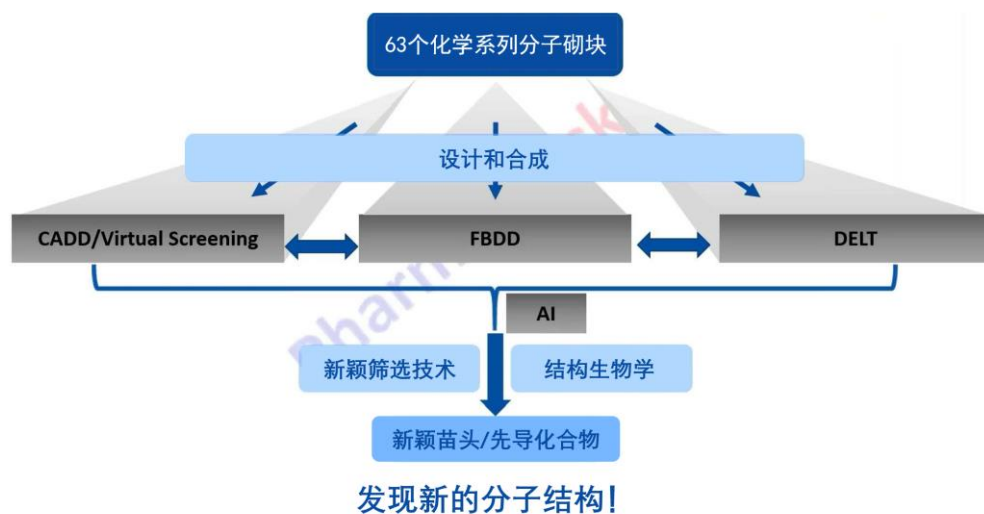 63个化学系列分子砌块
设计和合成
CADD/Virtual Screening
FBDD
DELT
AI
新颖筛选技术
结构生物学
新颖苗头/先导化合物
发现新的分子结构!